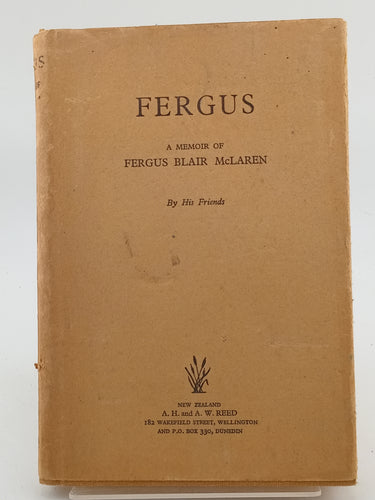 FERGUS
A MEMOIR OF
FERGUS BLAIR McLAREN
By His Friends
NEW ZEALAND
A. H. and A. W. REED
182 WAKEFIELD STREET, WELLINGTON
AND P.O. BOX 330, DUNEDIN